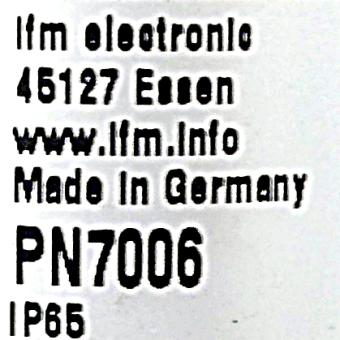 ifm electronic
45127 Essen
www.ifm.info
Made in Germany
PN7006
IP65